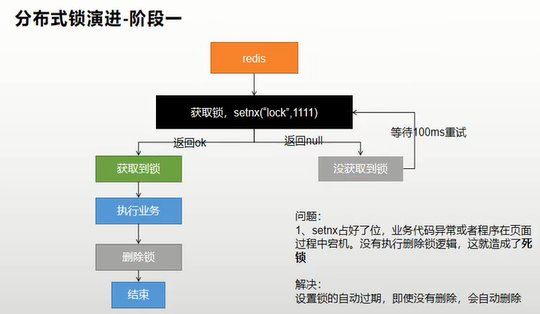 分布式锁演进-阶段一
redis
获取锁，setnx("lock",1111)
等待100ms重试
返回ok
返回null
获取到锁
没获取到锁
执行业务
删除锁
结束
问题：
1、setnx占好了位，业务代码异常或者程序在页面
过程中宕机。没有执行删除锁逻辑，这就造成了死
锁
解决：
设置锁的自动过期，即使没有删除，会自动删除